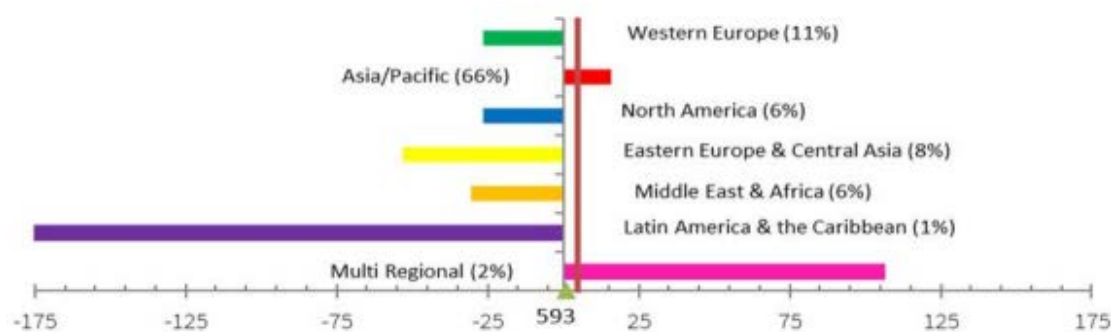 Western Europe (11%)
Asia/Pacific (66%)
North America (6%)
Eastern Europe & Central Asia (8%)
Middle East & Africa (6%)
Latin America & the Caribbean (1%)
Multi Regional (2%)
-175 -125 -75 -25 593 25 75 125 175